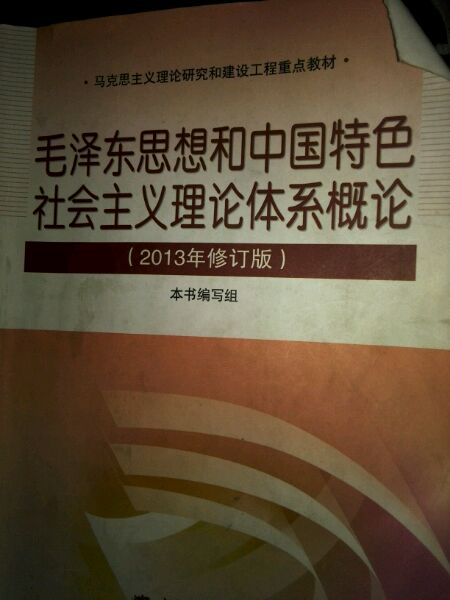 ·马克思主义理论研究和建设工程重点教材·
毛泽东思想和中国特色
社会主义理论体系概论
(2013年修订版)
本书编写组